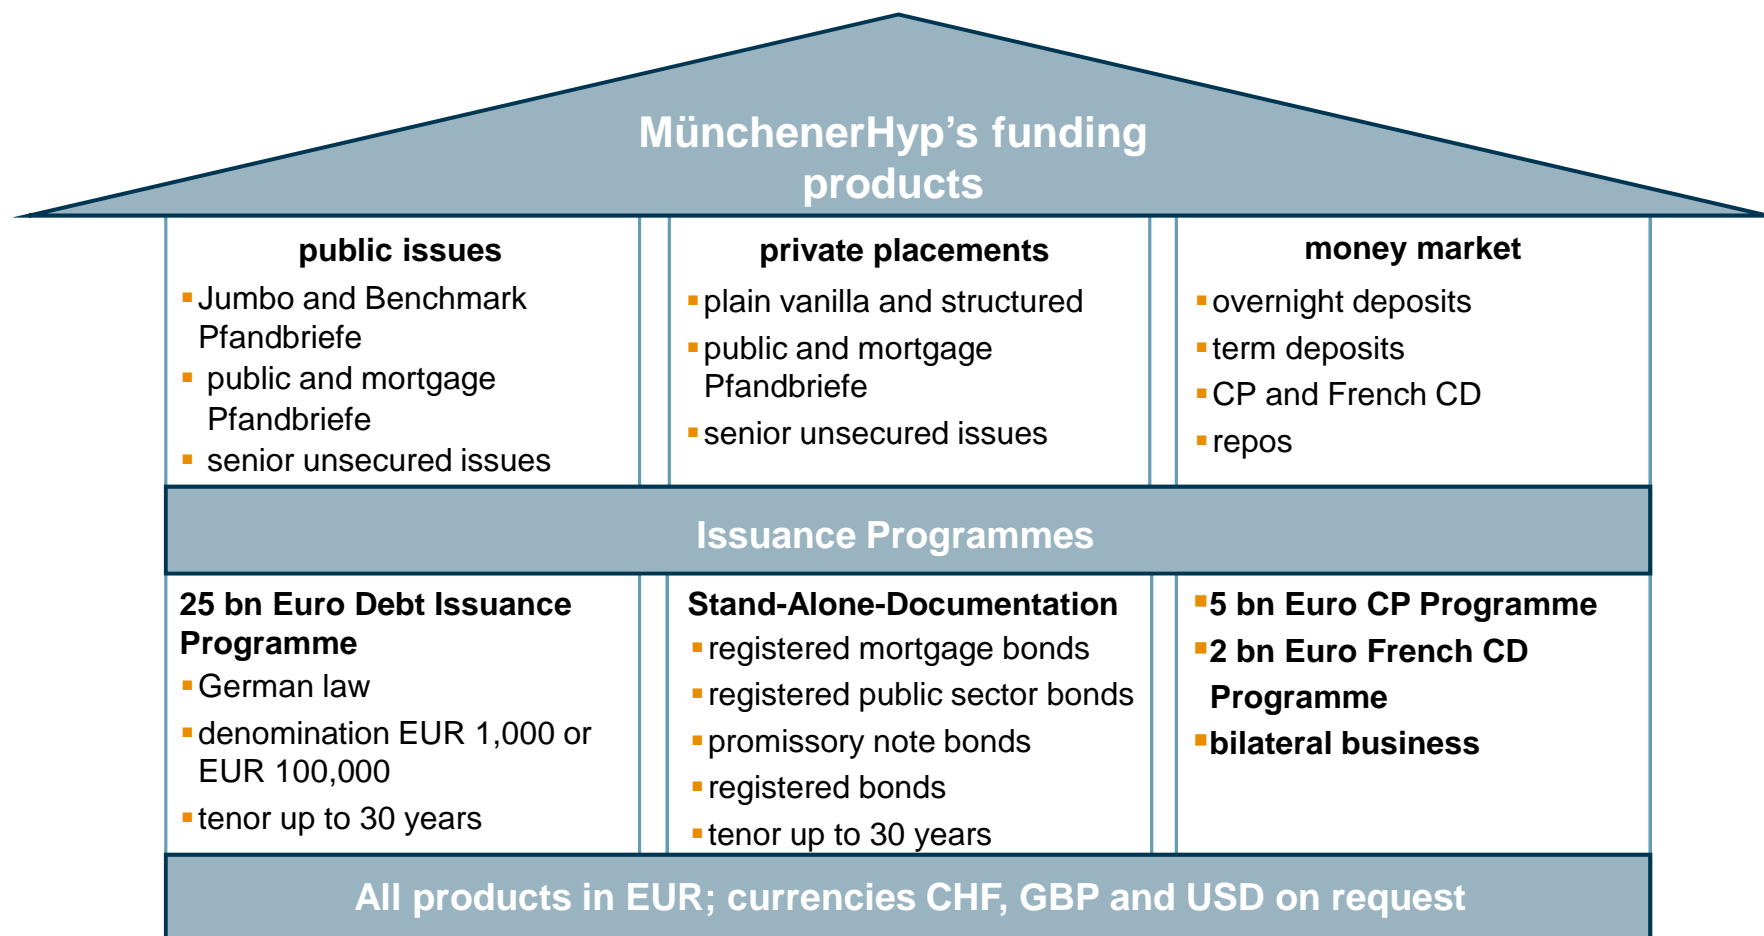 MünchenerHyp’s funding
products
public issues
▪Jumbo and Benchmark
Pfandbriefe
▪ public and mortgage
Pfandbriefe
▪ senior unsecured issues
private placements
▪plain vanilla and structured
▪public and mortgage
Pfandbriefe
▪senior unsecured issues
money market
▪overnight deposits
▪term deposits
▪CP and French CD
▪repos
Issuance Programmes
25 bn Euro Debt Issuance
Programme
▪German law
▪denomination EUR 1,000 or
EUR 100,000
▪tenor up to 30 years
Stand-Alone-Documentation
▪registered mortgage bonds
▪registered public sector bonds
▪promissory note bonds
▪registered bonds
▪tenor up to 30 years
▪5 bn Euro CP Programme
▪2 bn Euro French CD
Programme
▪bilateral business
All products in EUR; currencies CHF, GBP and USD on request